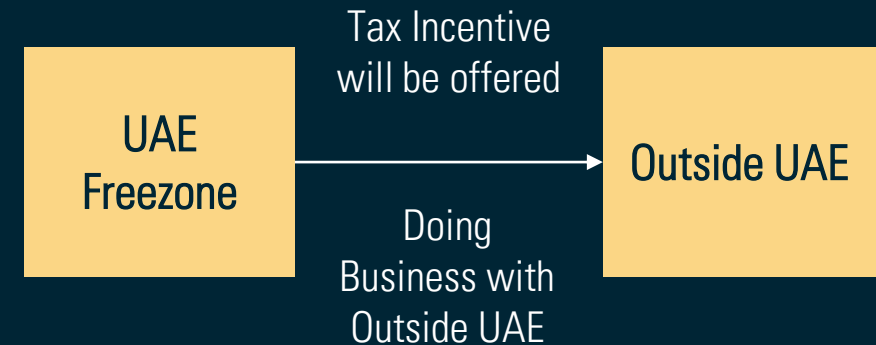 Tax Incentive
will be offered
UAE
Freezone
Outside UAE
Doing
Business with
Outside UAE